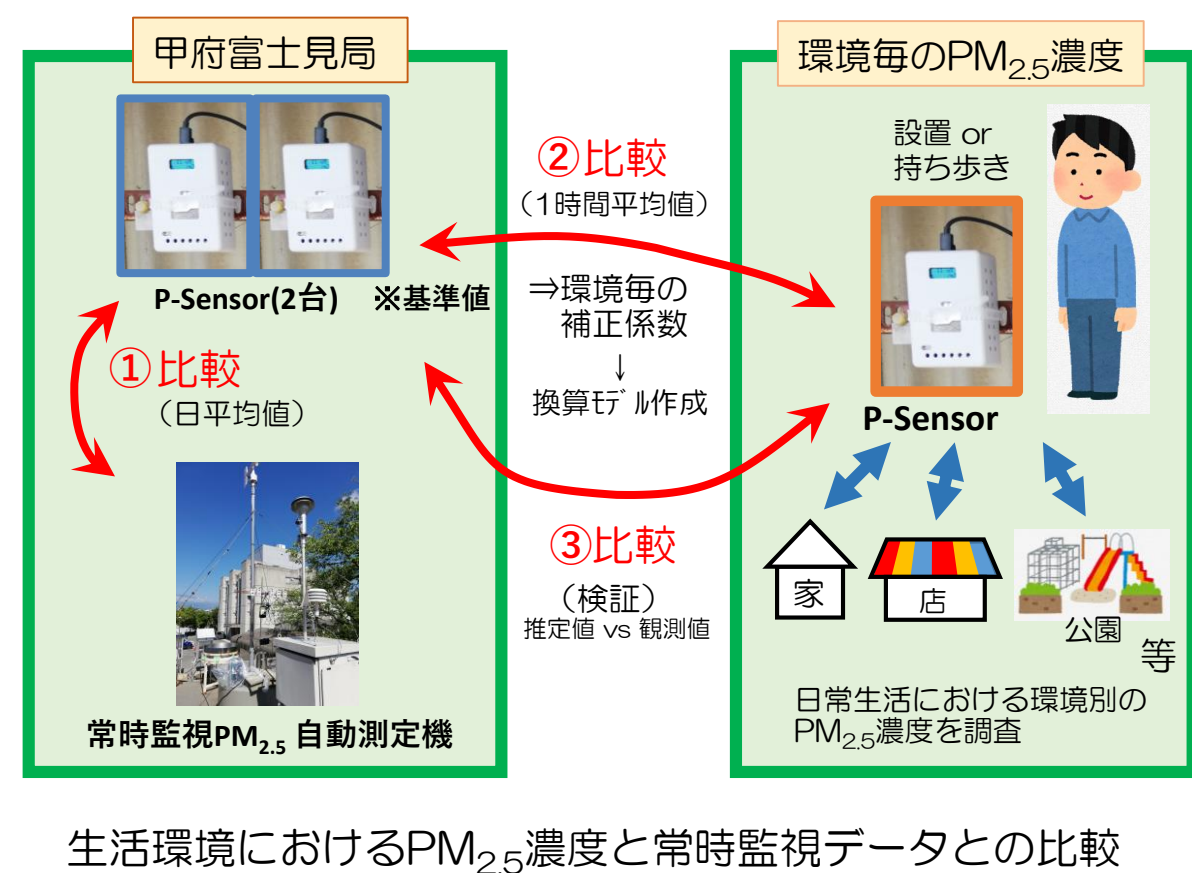 甲府富士見局
P-Sensor(2台) ※基準値
①比較
（日平均値）
常時監視PM2.5 自動測定機
②比較
（1時間平均値）
⇒環境毎の
補正係数
↓
換算ﾓﾃﾞﾙ作成
③比較
（検証）
推定値 vs 観測値
環境毎のPM2.5濃度
設置 or
持ち歩き
P-Sensor
家
店
公園
等
日常生活における環境別の
PM2.5濃度を調査
生活環境におけるPM2.5濃度と常時監視データとの比較